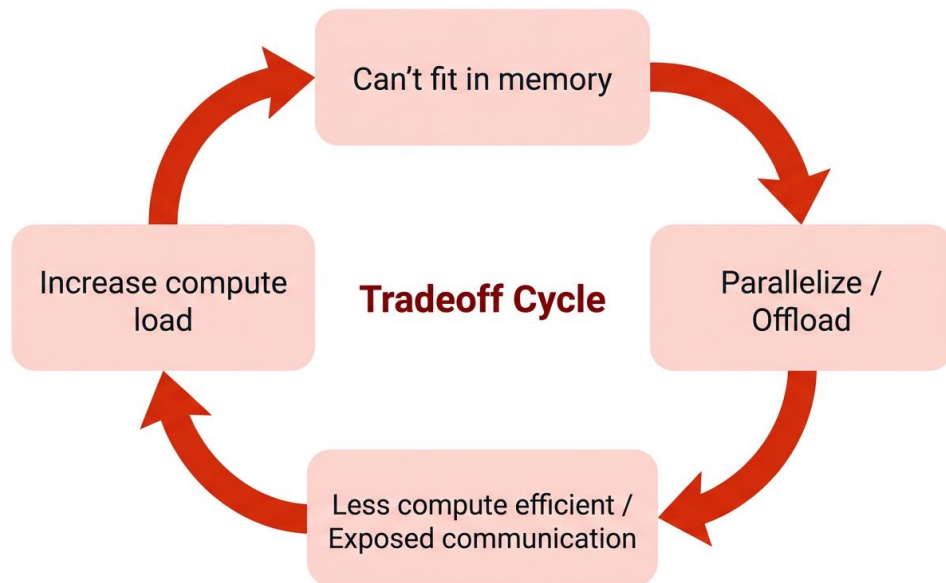 Can’t fit in memory
Increase compute
load
Tradeoff Cycle
Parallelize /
Offload
Less compute efficient /
Exposed communication